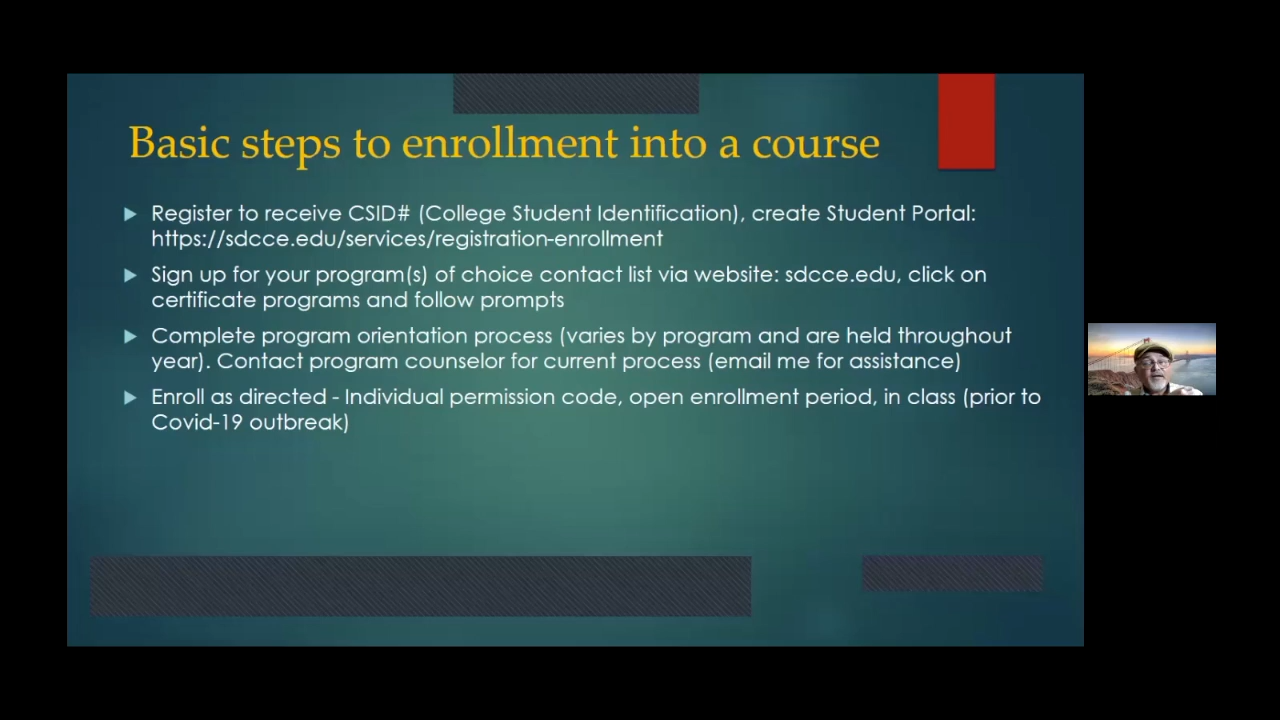 Basic steps to enrollment into a course
Register to receive CSID# (College Student Identification), create Student Portal:
https://sdcce.edu/services/registration-enrollment
Sign up for your program(s) of choice contact list via website: sdcce.edu, click on
certificate programs and follow prompts
Complete program orientation process (varies by program and are held throughout
year). Contact program counselor for current process (email me for assistance)
Enroll as directed - Individual permission code, open enrollment period, in class (prior to
Covid-19 outbreak)